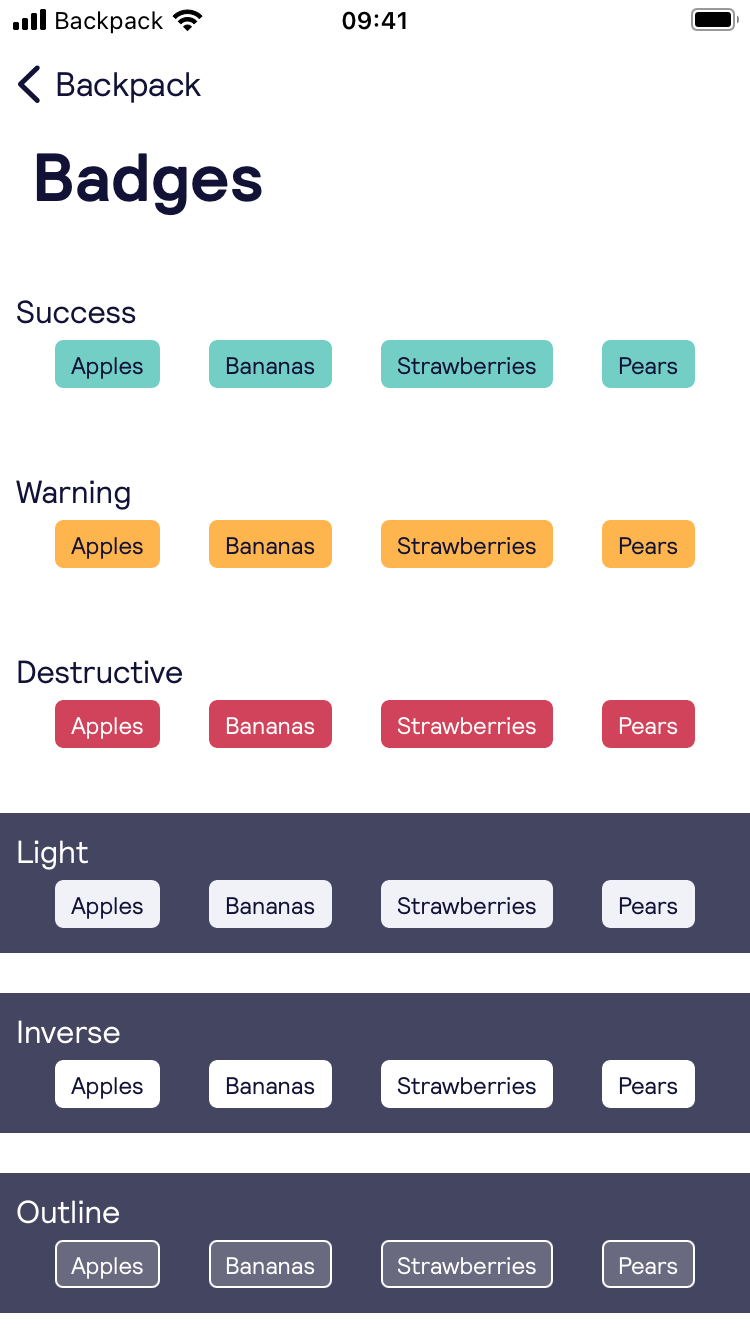 Backpack 09:41
Backpack
Badges
Success
Apples Bananas Strawberries Pears
Warning
Apples Bananas Strawberries Pears
Destructive
Apples Bananas Strawberries Pears
Light
Apples Bananas Strawberries Pears
Inverse
Apples Bananas Strawberries Pears
Outline
Apples Bananas Strawberries Pears